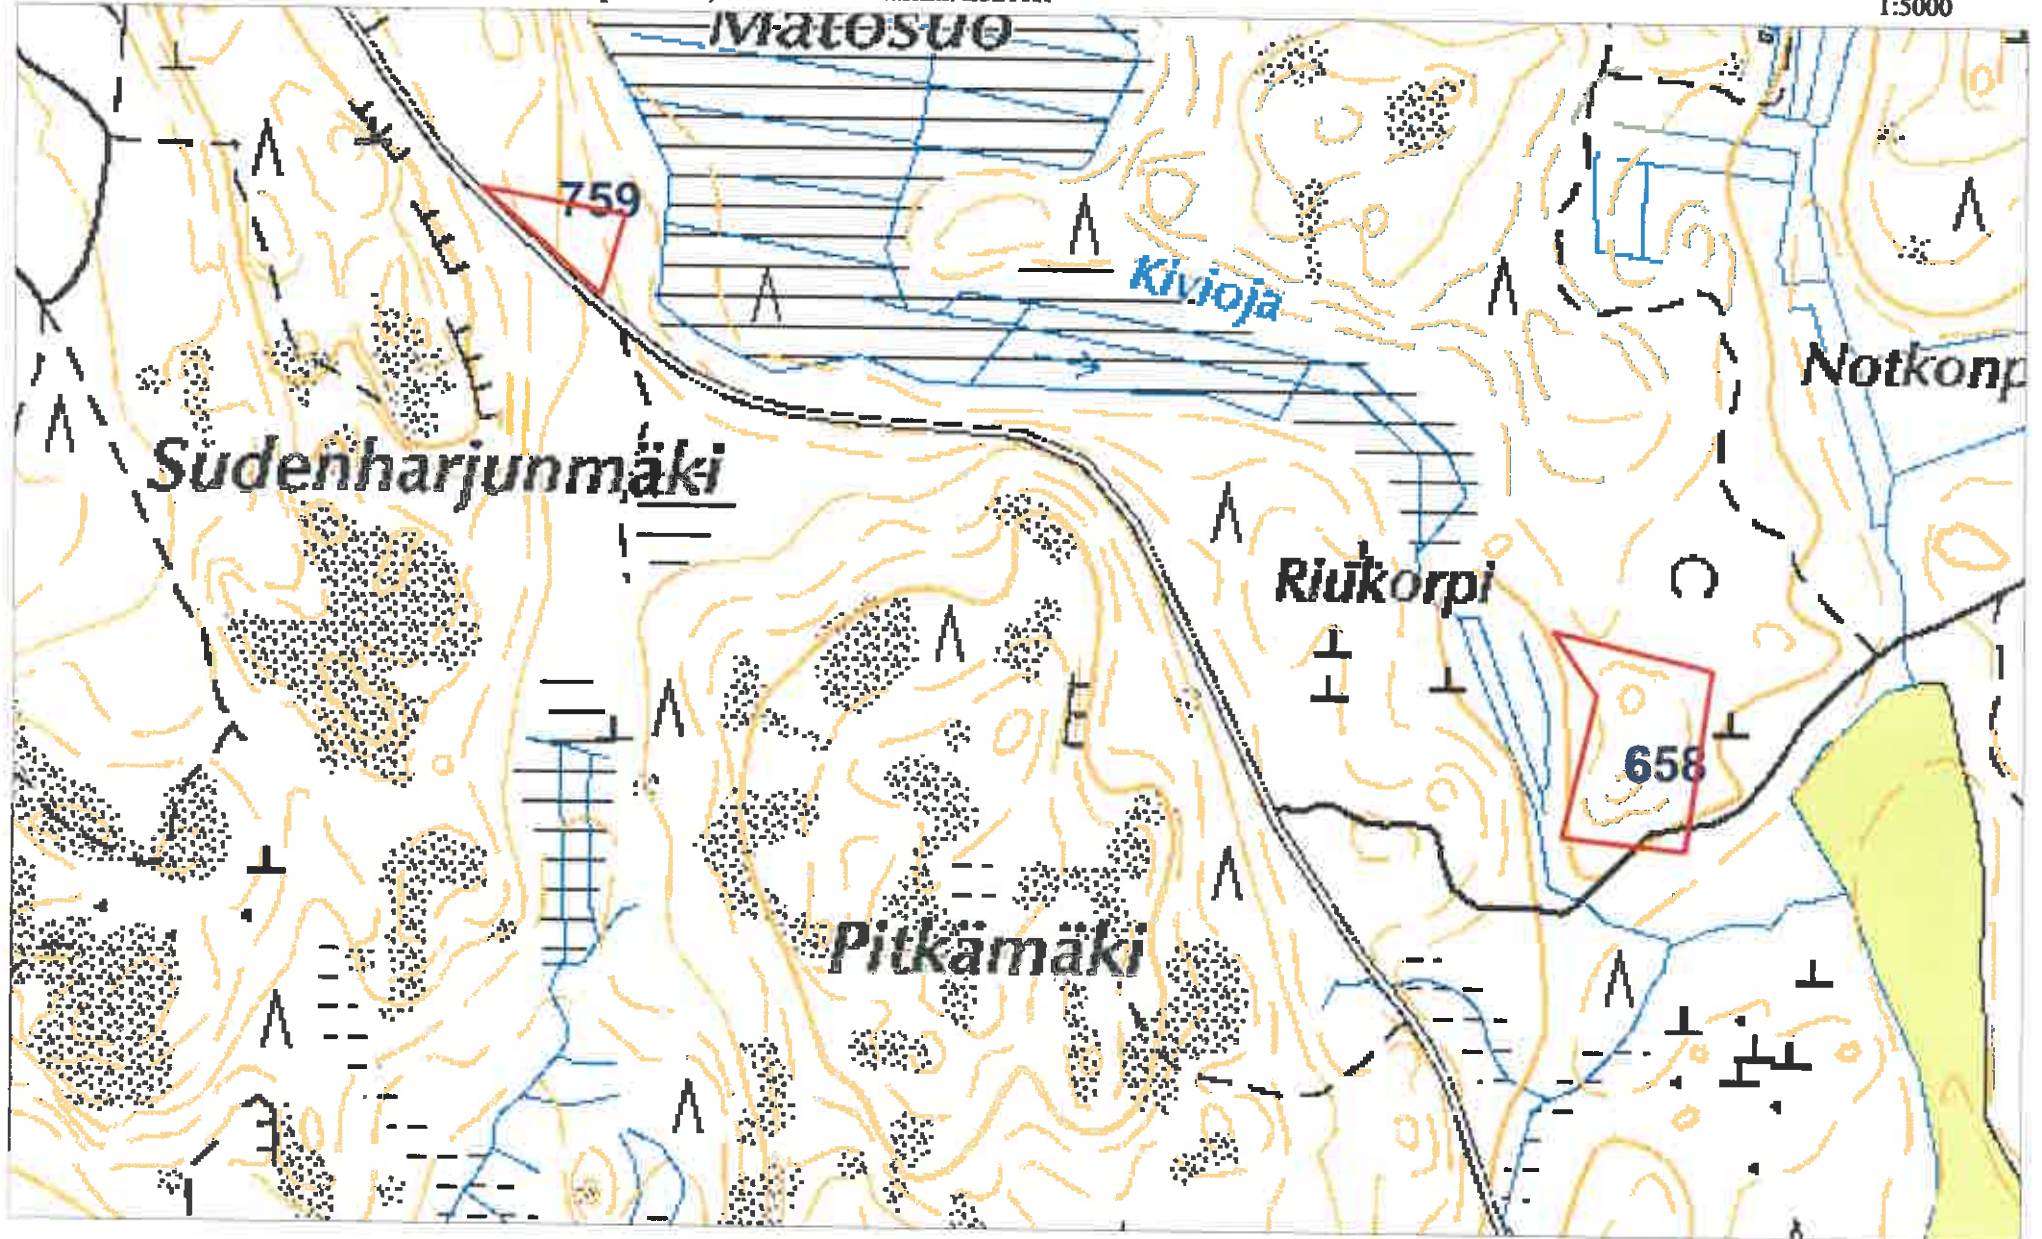 1:5000
Matosuo
759
Kivioja
Notkonp
Sudenharjunmäki
Riukorpi
658
Pitkämäki